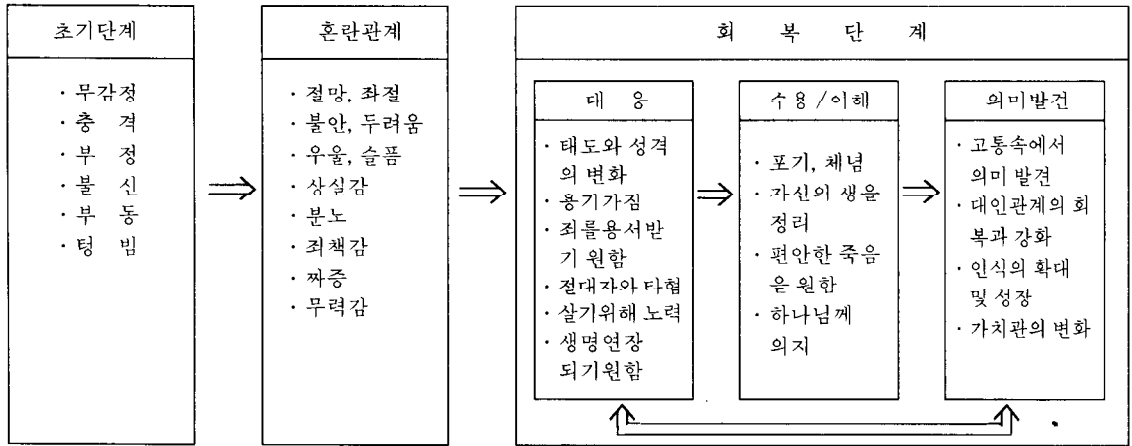 초기단계
· 무감정
· 충 격
· 부 정
· 불 신
· 부 동
· 텅 빔
혼란관계
· 절망, 좌절
· 불안, 두려움
· 우울, 슬픔
· 상실감
· 분노
· 죄책감
· 짜증
· 무력감
회 복 단 계
대 응
· 태도와 성격
의 변화
· 용기가짐
· 죄를용서받
기 원함
· 절대자와 타협
· 살기위해 노력
· 생명연장
되기원함
수용/이해
· 포기, 체념
· 자신의 생을
정리
· 편안한 죽음
을 원함
· 하나님께
의지
의미발견
· 고통속에서
의미 발견
· 대인관계의 회
복과 강화
· 인식의 확대
및 성장
· 가치관의 변화